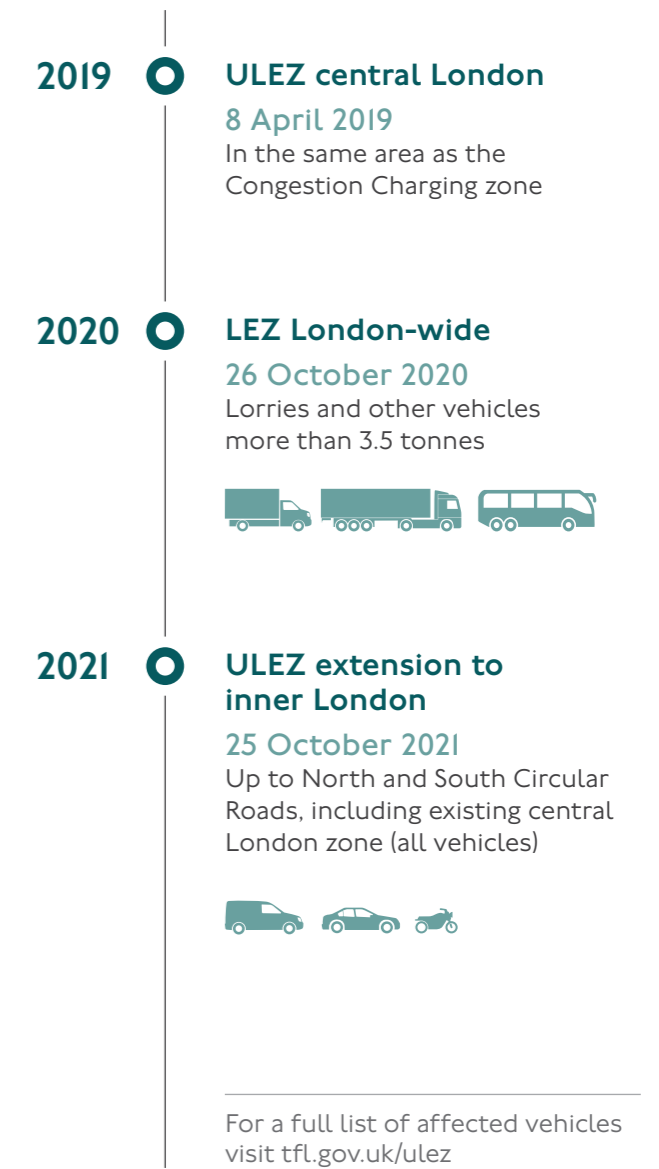 2019
ULEZ central London
8 April 2019
In the same area as the
Congestion Charging zone
2020
LEZ London-wide
26 October 2020
Lorries and other vehicles
more than 3.5 tonnes
2021
ULEZ extension to
inner London
25 October 2021
Up to North and South Circular
Roads, including existing central
London zone (all vehicles)
For a full list of affected vehicles
visit tfl.gov.uk/ulez